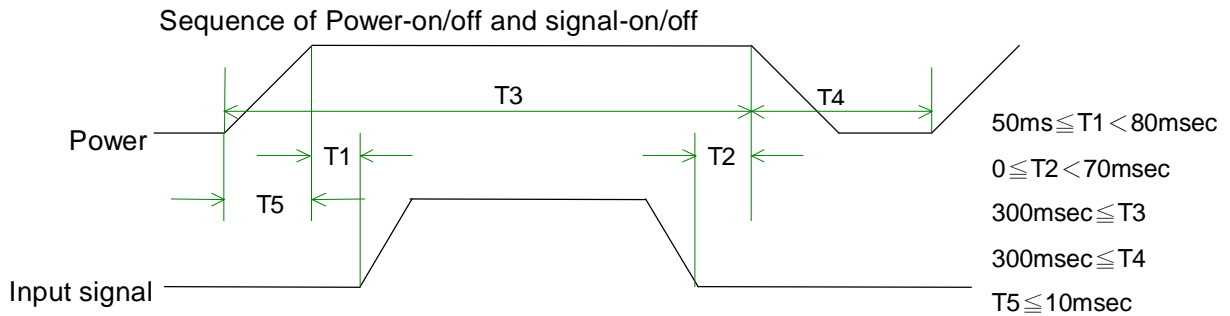 Sequence of Power-on/off and signal-on/off
T3
T4
Power
T1
T2
T5
Input signal
50ms≦T1<80msec
0≦T2<70msec
300msec≦T3
300msec≦T4
T5≦10msec